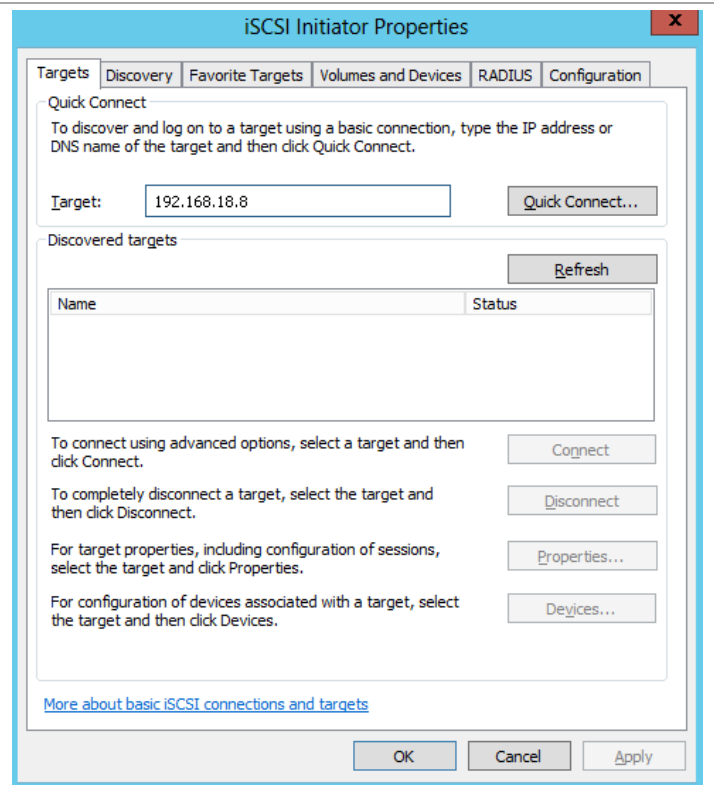 iSCSI Initiator Properties
x
Targets Discovery Favorite Targets Volumes and Devices RADIUS Configuration
Quick Connect
To discover and log on to a target using a basic connection, type the IP address or
DNS name of the target and then click Quick Connect.
Target: 192.168.18.8 Quick Connect...
Discovered targets
Refresh
Name Status
To connect using advanced options, select a target and then
click Connect.
Connect
To completely disconnect a target, select the target and
then click Disconnect.
Disconnect
For target properties, including configuration of sessions,
select the target and click Properties.
Properties...
For configuration of devices associated with a target, select
the target and then click Devices.
Devices...
More about basic iSCSI connections and targets
OK Cancel Apply